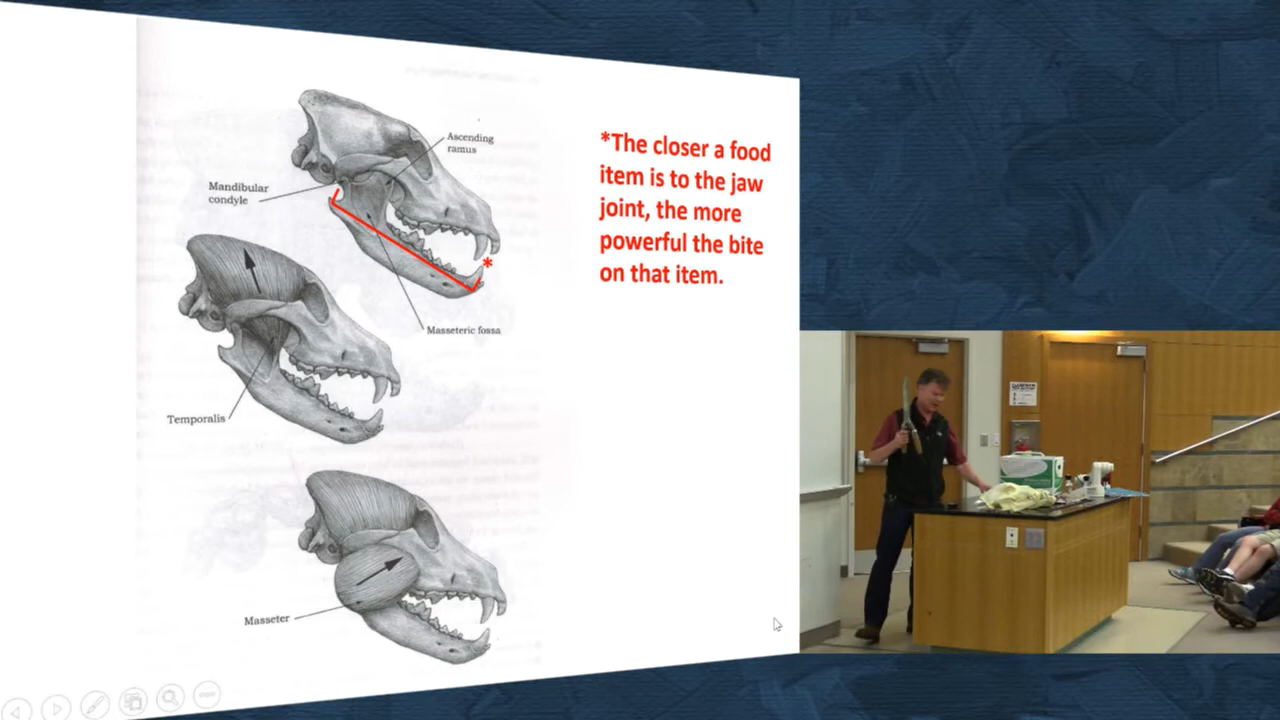 Ascending
ramus
Mandibular
condyle
*
Masseteric fossa
Temporalis
Masseter
*The closer a food
item is to the jaw
joint, the more
powerful the bite
on that item.